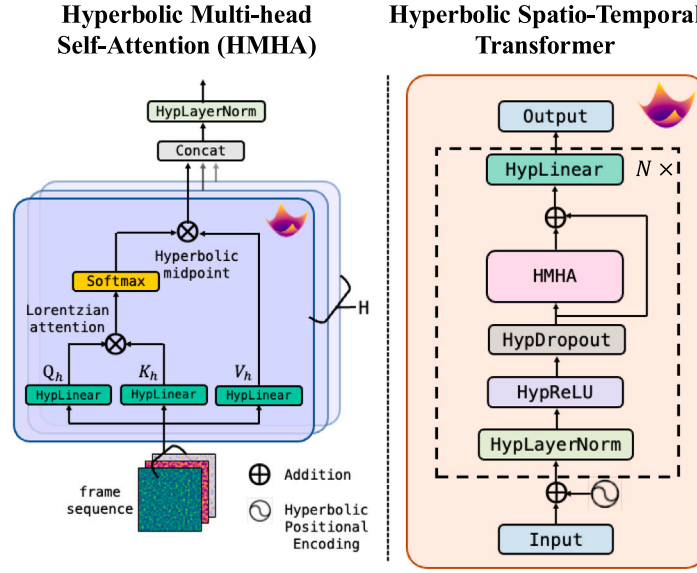 Hyperbolic Multi-head
Self-Attention (HMHA)
HypLayerNorm
Concat
Hyperbolic
midpoint
Softmax
Lorentzian
attention
H
Q_h
K_h
V_h
HypLinear
HypLinear
HypLinear
frame
sequence
Addition
Hyperbolic
Positional
Encoding
Hyperbolic Spatio-Temporal
Transformer
Output
HypLinear
N ×
HMHA
HypDropout
HypReLU
HypLayerNorm
Input